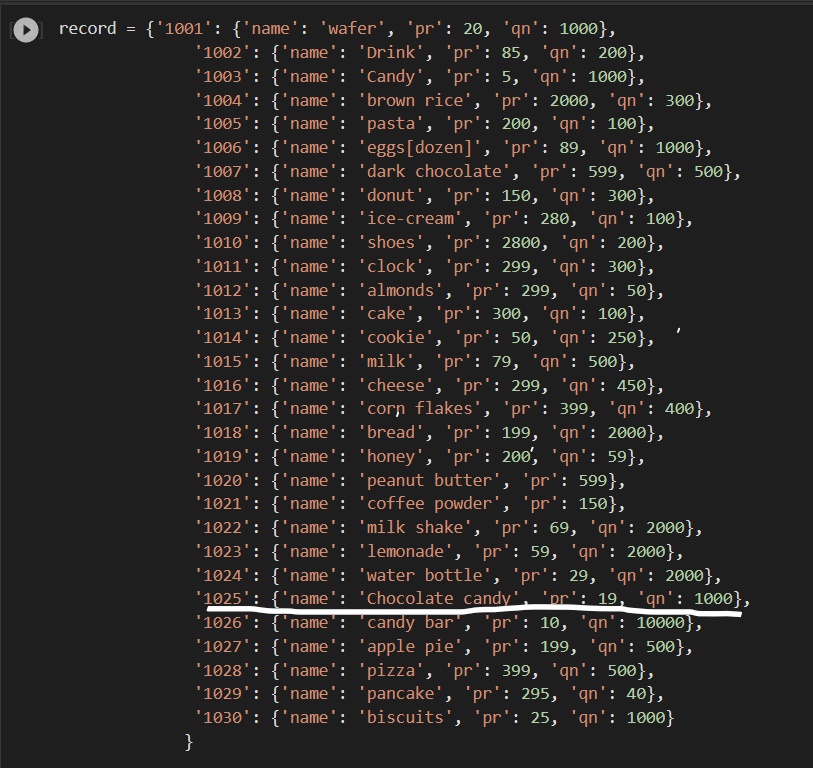 record = {'1001': {'name': 'wafer', 'pr': 20, 'qn': 1000},
'1002': {'name': 'Drink', 'pr': 85, 'qn': 200},
'1003': {'name': 'Candy', 'pr': 5, 'qn': 1000},
'1004': {'name': 'brown rice', 'pr': 2000, 'qn': 300},
'1005': {'name': 'pasta', 'pr': 200, 'qn': 100},
'1006': {'name': 'eggs[dozen]', 'pr': 89, 'qn': 1000},
'1007': {'name': 'dark chocolate', 'pr': 599, 'qn': 500},
'1008': {'name': 'donut', 'pr': 150, 'qn': 300},
'1009': {'name': 'ice-cream', 'pr': 280, 'qn': 100},
'1010': {'name': 'shoes', 'pr': 2800, 'qn': 200},
'1011': {'name': 'clock', 'pr': 299, 'qn': 300},
'1012': {'name': 'almonds', 'pr': 299, 'qn': 50},
'1013': {'name': 'cake', 'pr': 300, 'qn': 100},
'1014': {'name': 'cookie', 'pr': 50, 'qn': 250},
'1015': {'name': 'milk', 'pr': 79, 'qn': 500},
'1016': {'name': 'cheese', 'pr': 299, 'qn': 450},
'1017': {'name': 'corn flakes', 'pr': 399, 'qn': 400},
'1018': {'name': 'bread', 'pr': 199, 'qn': 2000},
'1019': {'name': 'honey', 'pr': 200, 'qn': 59},
'1020': {'name': 'peanut butter', 'pr': 599},
'1021': {'name': 'coffee powder', 'pr': 150},
'1022': {'name': 'milk shake', 'pr': 69, 'qn': 2000},
'1023': {'name': 'lemonade', 'pr': 59, 'qn': 2000},
'1024': {'name': 'water bottle', 'pr': 29, 'qn': 2000},
'1025': {'name': 'Chocolate candy', 'pr': 19, 'qn': 1000},
'1026': {'name': 'candy bar', 'pr': 10, 'qn': 10000},
'1027': {'name': 'apple pie', 'pr': 199, 'qn': 500},
'1028': {'name': 'pizza', 'pr': 399, 'qn': 500},
'1029': {'name': 'pancake', 'pr': 295, 'qn': 40},
'1030': {'name': 'biscuits', 'pr': 25, 'qn': 1000}
}